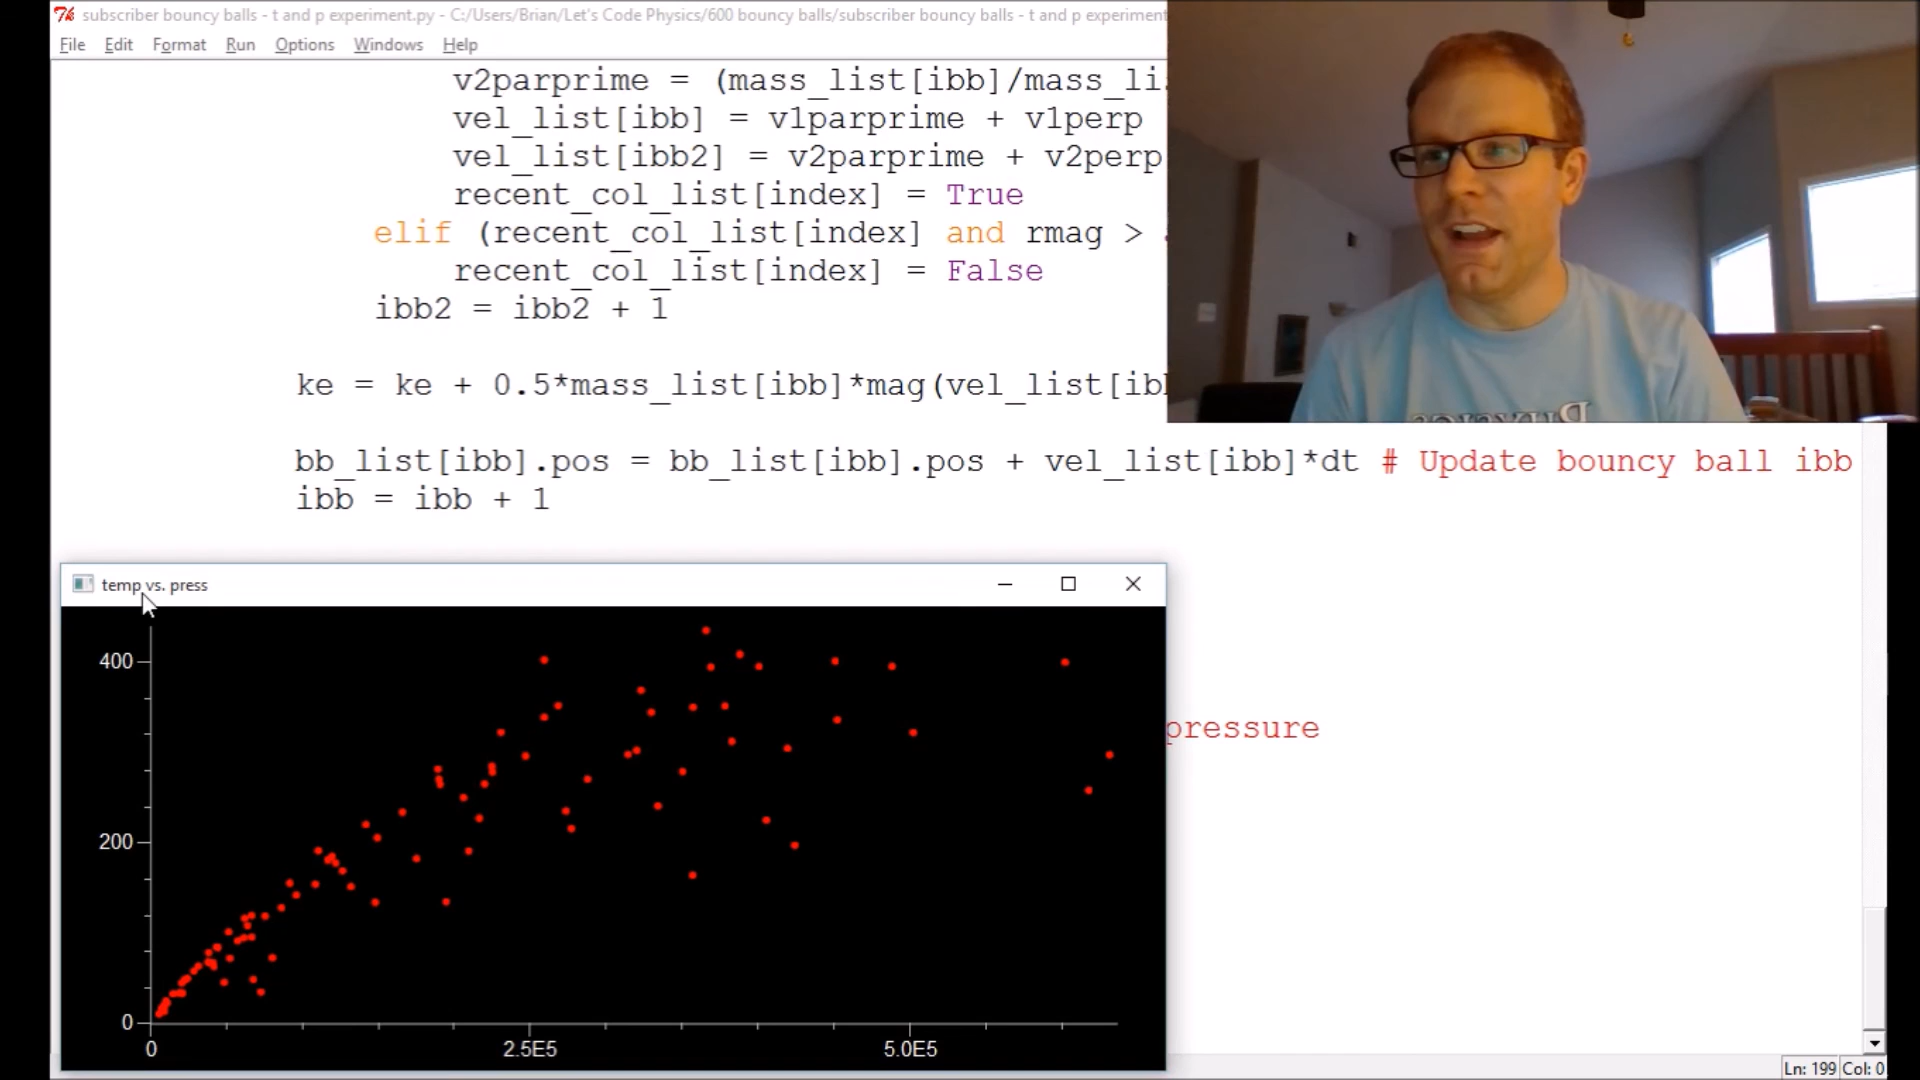 subscriber bouncy balls - t and p experiment.py - C:/Users/Brian/Let's Code Physics/600 bouncy balls/subscriber bouncy balls - t and p experiment
File Edit Format Run Options Windows Help
v2parprime = (mass_list[ibb]/mass_li
vel_list[ibb] = v1parprime + v1perp
vel_list[ibb2] = v2parprime + v2perp
recent_col_list[index] = True
elif (recent_col_list[index] and rmag >
recent_col_list[index] = False
ibb2 = ibb2 + 1
ke = ke + 0.5*mass_list[ibb]*mag(vel_list[ib
bb_list[ibb].pos = bb_list[ibb].pos + vel_list[ibb]*dt # Update bouncy ball ibb
ibb = ibb + 1
temp vs. press
pressure
400
200
0
0 2.5E5 5.0E5
Ln: 199 Col: 0